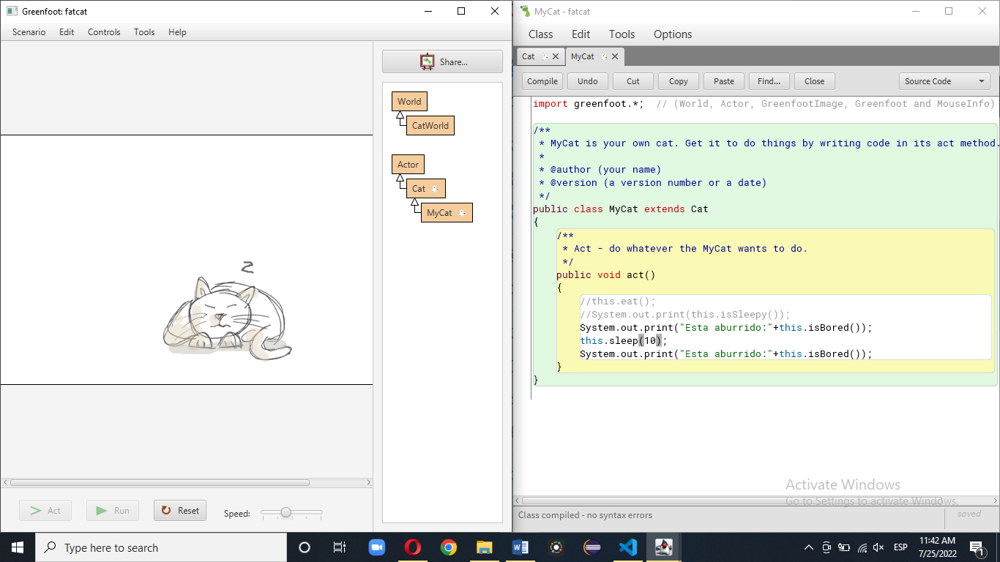 Greenfoot: fatcat
Scenario Edit Controls Tools Help
Share...
World
CatWorld
Actor
Cat
MyCat
Z
Act
Run
Reset
Speed:
MyCat - fatcat
Class Edit Tools Options
Cat MyCat
Compile Undo Cut Copy Paste Find... Close Source Code
import greenfoot.*;  // (World, Actor, GreenfootImage, Greenfoot and MouseInfo)
/**
 * MyCat is your own cat. Get it to do things by writing code in its act method.
 *
 * @author (your name)
 * @version (a version number or a date)
 */
public class MyCat extends Cat
{
    /**
     * Act - do whatever the MyCat wants to do.
     */
    public void act()
    {
        //this.eat();
        //System.out.print(this.isSleepy());
        System.out.print("Esta aburrido:"+this.isBored());
        this.sleep(10);
        System.out.print("Esta aburrido:"+this.isBored());
    }
}
Activate Windows
Go to Settings to activate Windows.
Class compiled - no syntax errors
saved
Type here to search
ESP
11:42 AM
7/25/2022
1